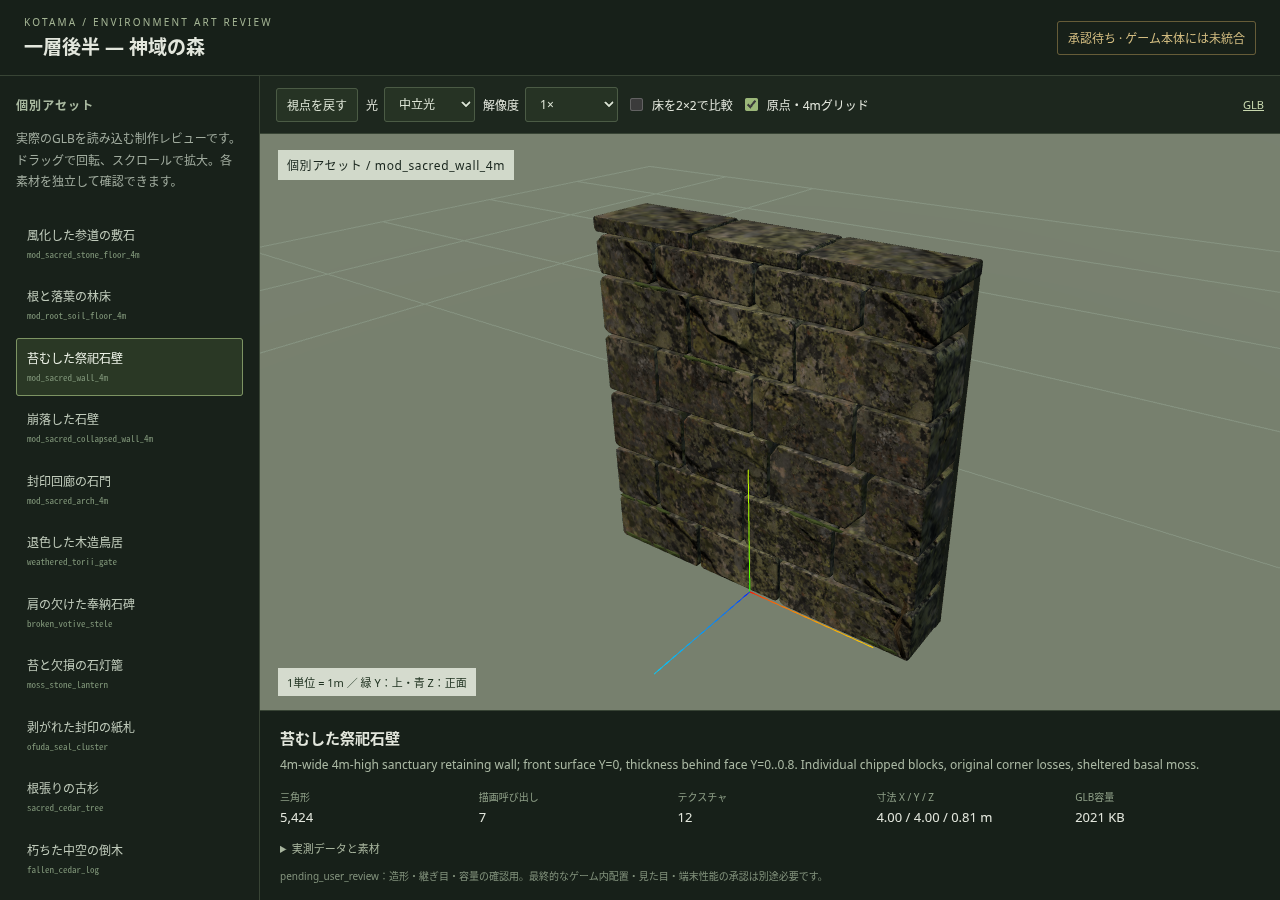 KOTAMA / ENVIRONMENT ART REVIEW
一層後半 — 神域の森
承認待ち · ゲーム本体には未統合
個別アセット
実際のGLBを読み込む制作レビューです。
ドラッグで回転、スクロールで拡大。各
素材を独立して確認できます。
風化した参道の敷石
mod_sacred_stone_floor_4m
根と落葉の林床
mod_root_soil_floor_4m
苔むした祭祀石壁
mod_sacred_wall_4m
崩落した石壁
mod_sacred_collapsed_wall_4m
封印回廊の石門
mod_sacred_arch_4m
退色した木造鳥居
weathered_torii_gate
肩の欠けた奉納石碑
broken_votive_stele
苔と欠損の石灯籠
moss_stone_lantern
剥がれた封印の紙札
ofuda_seal_cluster
根張りの古杉
sacred_cedar_tree
朽ちた中空の倒木
fallen_cedar_log
視点を戻す 光 中立光 解像度 1× 床を2×2で比較 原点・4mグリッド GLB
個別アセット / mod_sacred_wall_4m
1単位 = 1m ／ 緑 Y：上・青 Z：正面
苔むした祭祀石壁
4m-wide 4m-high sanctuary retaining wall; front surface Y=0, thickness behind face Y=0..0.8. Individual chipped blocks, original corner losses, sheltered basal moss.
三角形 描画呼び出し テクスチャ 寸法 X / Y / Z GLB容量
5,424 7 12 4.00 / 4.00 / 0.81 m 2021 KB
▶ 実測データと素材
pending_user_review：造形・継ぎ目・容量の確認用。最終的なゲーム内配置・見た目・端末性能の承認は別途必要です。